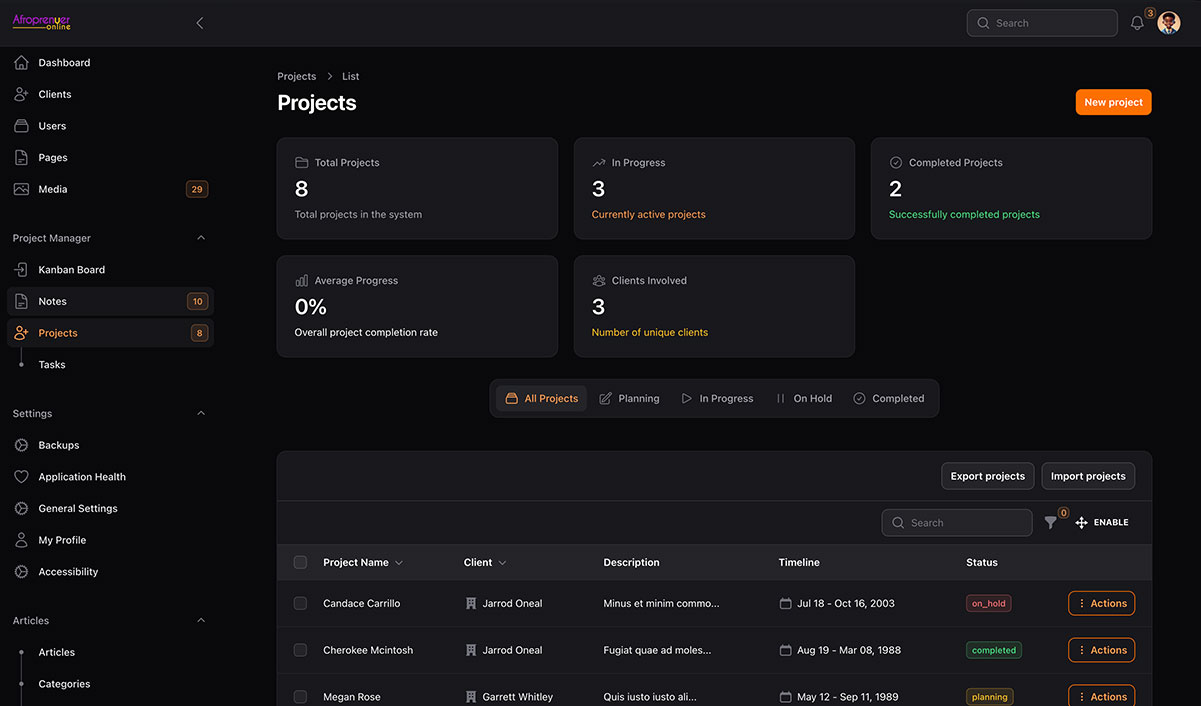 Afroprenuer
online
Search
3
Dashboard
Clients
Users
Pages
Media 29
Project Manager
Kanban Board
Notes 10
Projects 8
Tasks
Settings
Backups
Application Health
General Settings
My Profile
Accessibility
Articles
Articles
Categories
Projects > List
Projects
New project
Total Projects
8
Total projects in the system
In Progress
3
Currently active projects
Completed Projects
2
Successfully completed projects
Average Progress
0%
Overall project completion rate
Clients Involved
3
Number of unique clients
All Projects Planning In Progress On Hold Completed
Export projects Import projects
Search 0 ENABLE
Project Name Client Description Timeline Status
Candace Carrillo Jarrod Oneal Minus et minim commo... Jul 18 - Oct 16, 2003 on_hold Actions
Cherokee Mcintosh Jarrod Oneal Fugiat quae ad moles... Aug 19 - Mar 08, 1988 completed Actions
Megan Rose Garrett Whitley Quis iusto iusto ali... May 12 - Sep 11, 1989 planning Actions